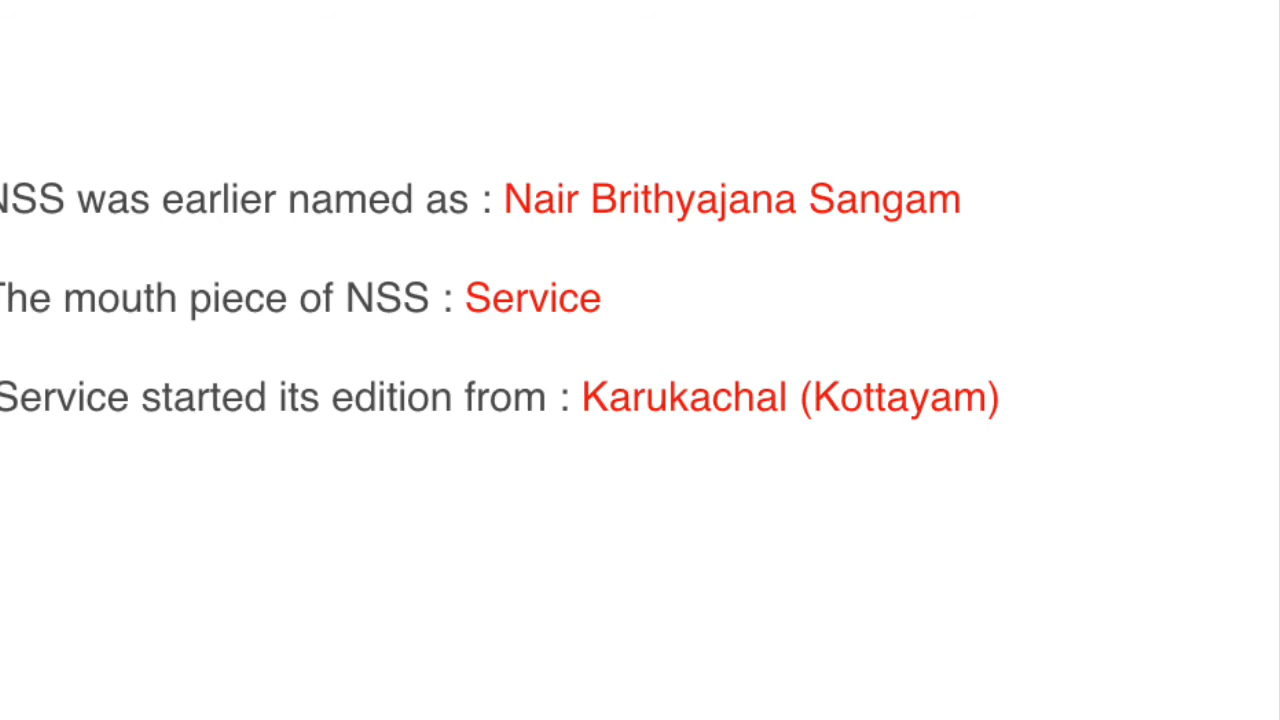 NSS was earlier named as : Nair Brithyajana Sangam
The mouth piece of NSS : Service
Service started its edition from : Karukachal (Kottayam)